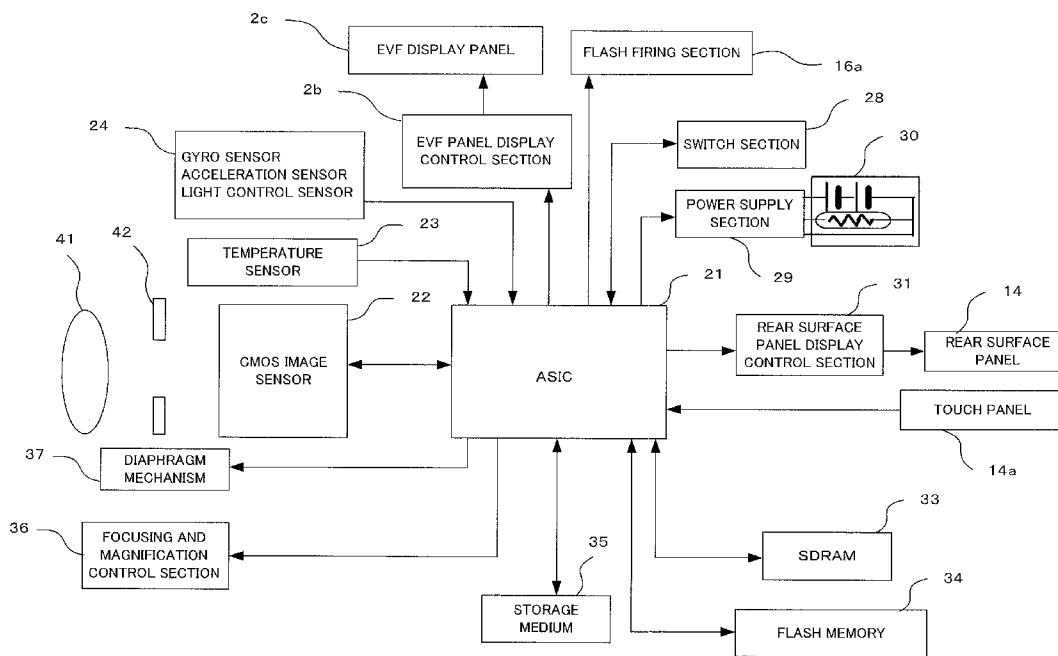 2c
EVF DISPLAY PANEL
FLASH FIRING SECTION
16a
2b
EVF PANEL DISPLAY
CONTROL SECTION
28
SWITCH SECTION
24
GYRO SENSOR
ACCELERATION SENSOR
LIGHT CONTROL SENSOR
30
POWER SUPPLY
SECTION
29
23
TEMPERATURE
SENSOR
41
42
22
CMOS IMAGE
SENSOR
21
ASIC
31
REAR SURFACE
PANEL DISPLAY
CONTROL SECTION
14
REAR SURFACE
PANEL
TOUCH PANEL
14a
37
DIAPHRAGM
MECHANISM
36
FOCUSING AND
MAGNIFICATION
CONTROL SECTION
35
STORAGE
MEDIUM
33
SDRAM
34
FLASH MEMORY